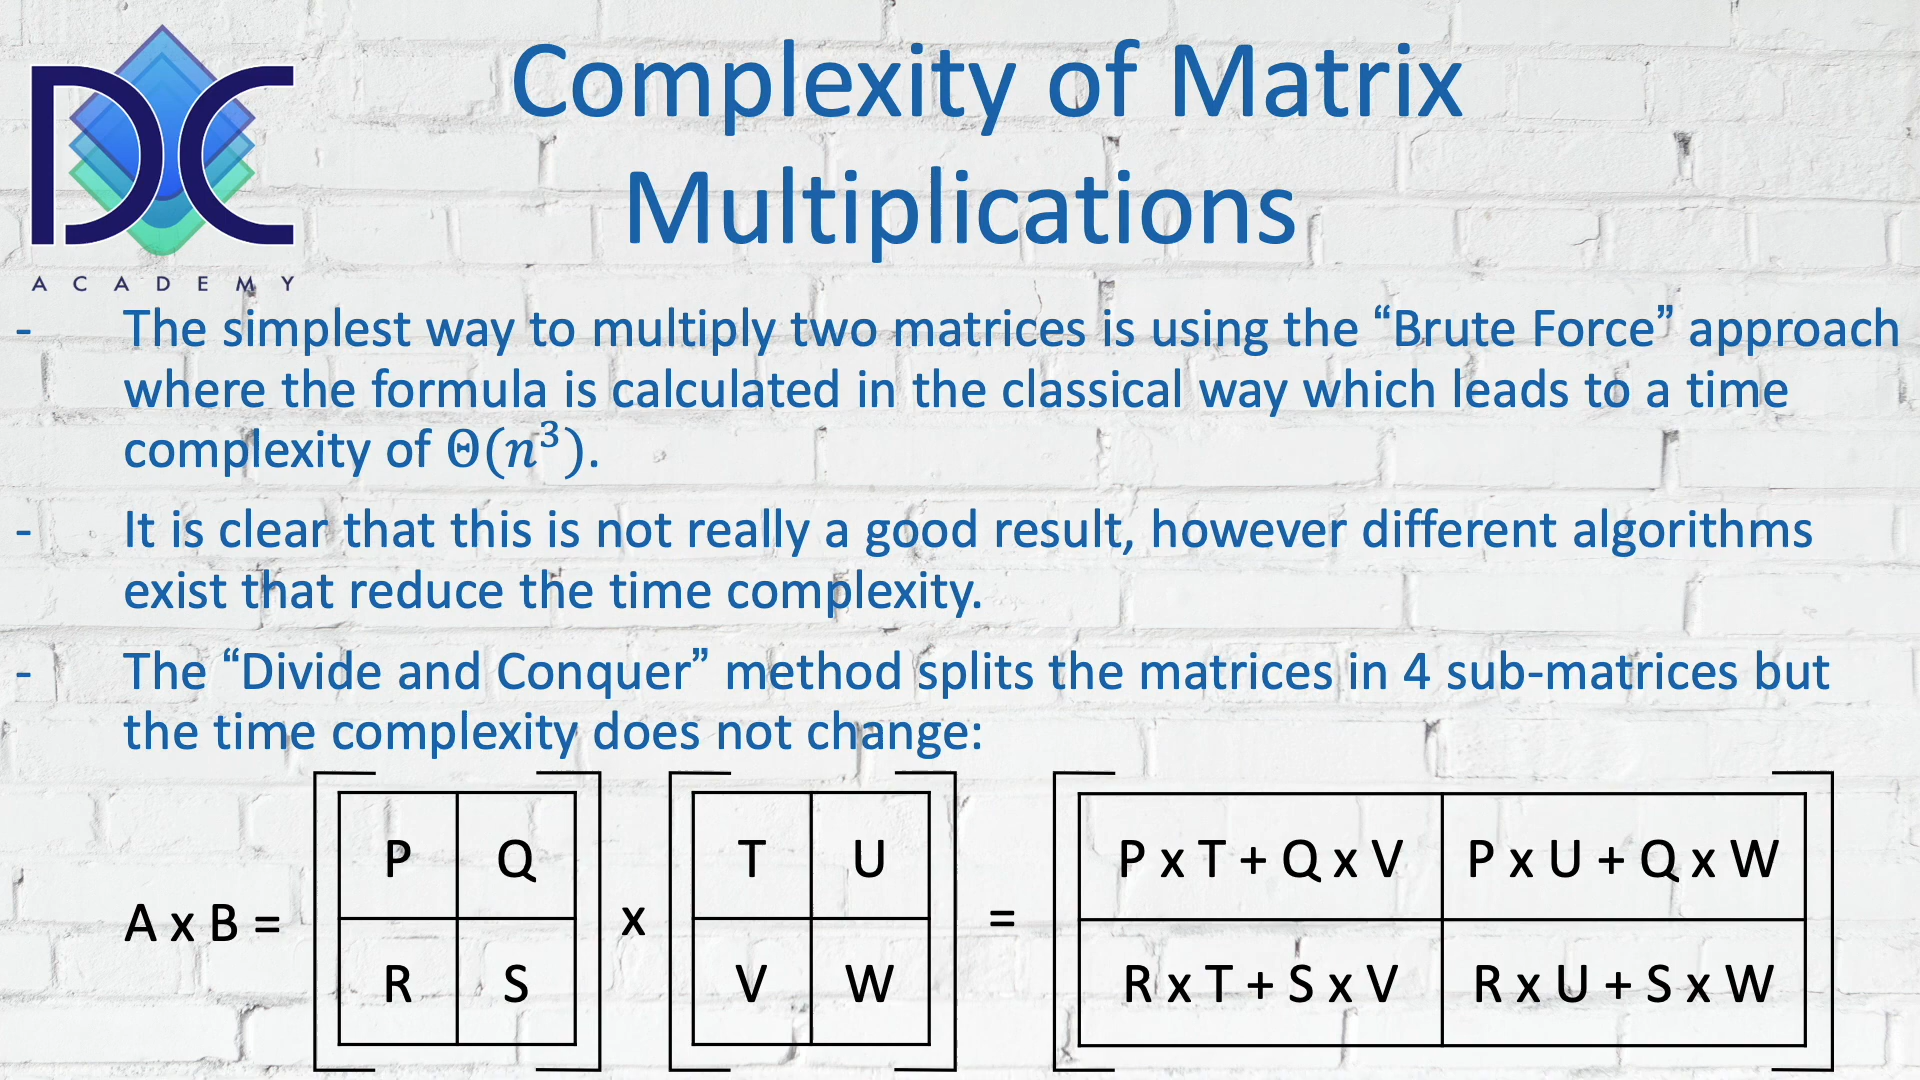 DC
ACADEMY
Complexity of Matrix
Multiplications
- The simplest way to multiply two matrices is using the “Brute Force” approach
where the formula is calculated in the classical way which leads to a time
complexity of Θ(n³).
- It is clear that this is not really a good result, however different algorithms
exist that reduce the time complexity.
- The “Divide and Conquer” method splits the matrices in 4 sub-matrices but
the time complexity does not change:
P Q T U P x T + Q x V P x U + Q x W
A x B = x =
R S V W R x T + S x V R x U + S x W